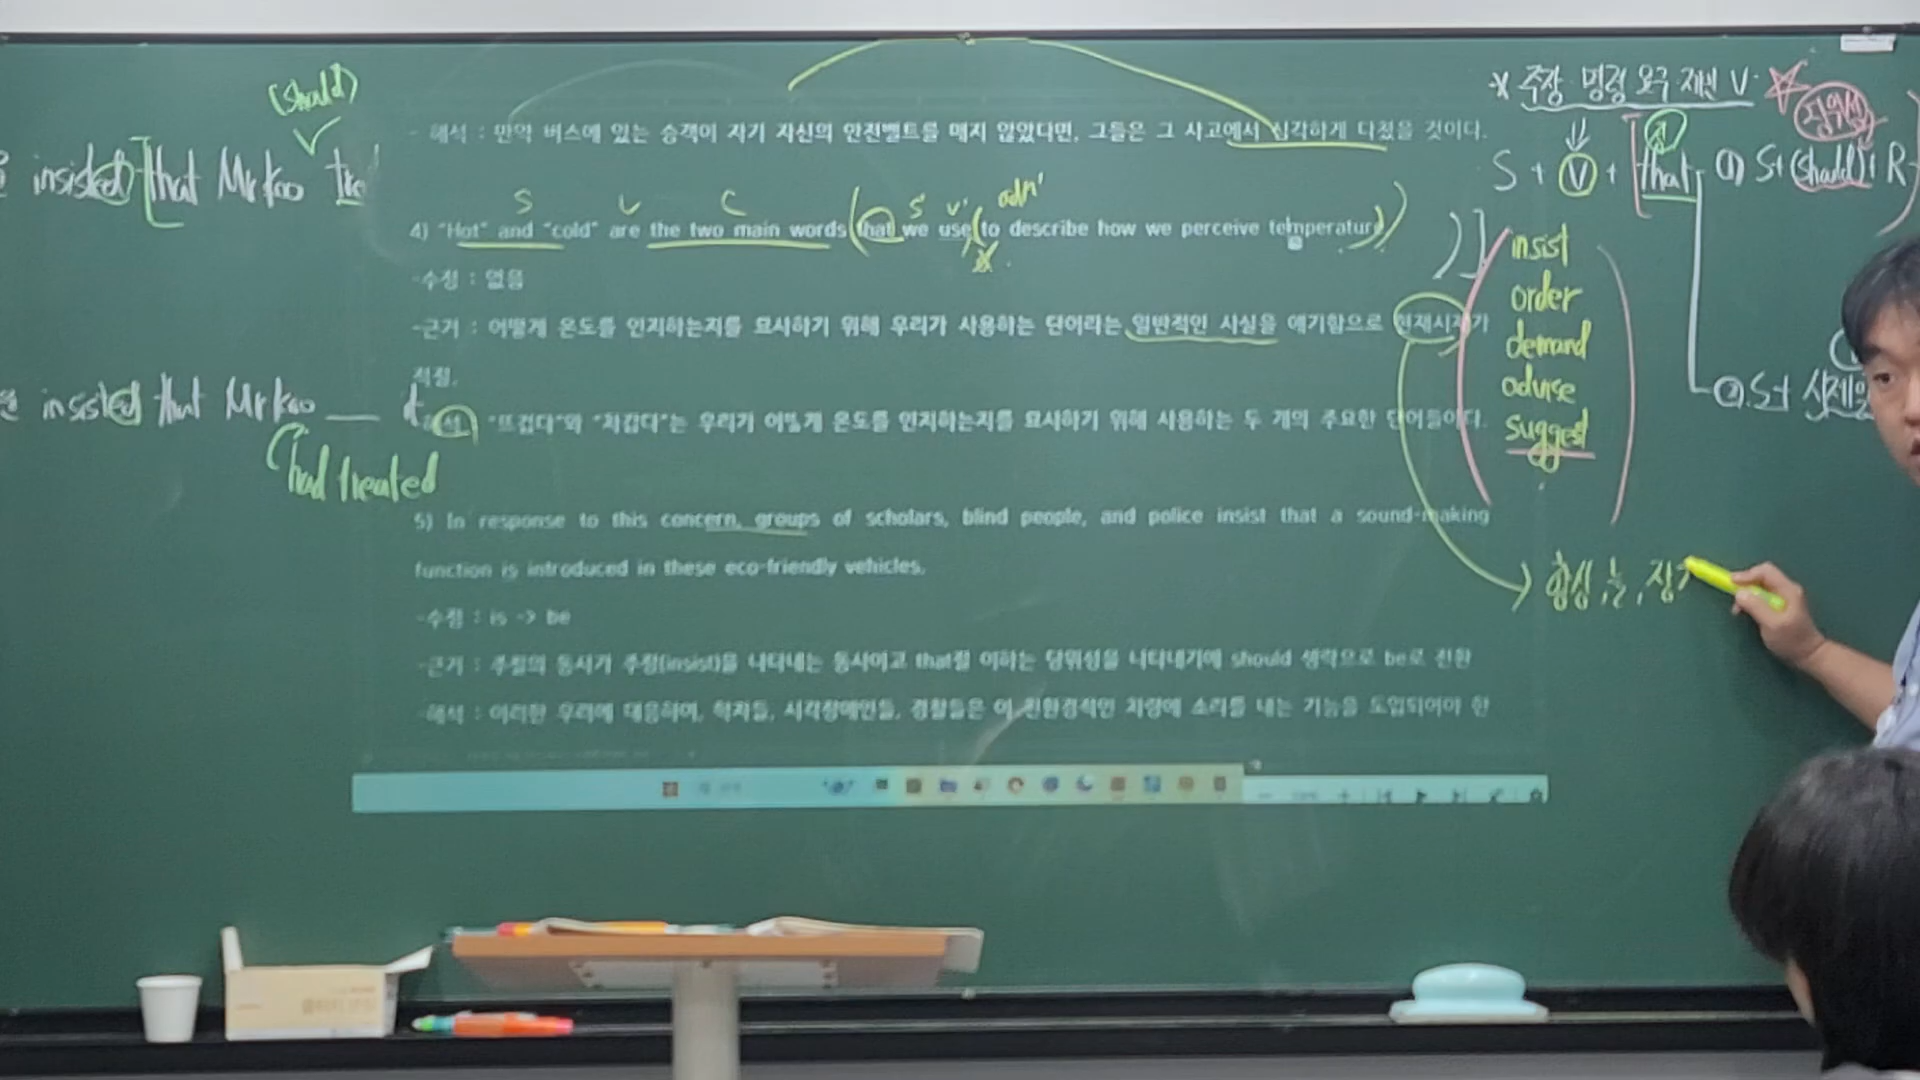 (should)
insisted that Mr Koo tre
insisted that Mr Koo ___ t
had treated
- 해석 : 만약 버스에 있는 승객이 자기 자신의 안전벨트를 매지 않았다면, 그들은 그 사고에서 심각하게 다쳤을 것이다.
S V C S' V' adn'
4) "Hot" and "cold" are the two main words that we use to describe how we perceive temperatur
-수정 : 없음
-근거 : 어떻게 온도를 인지하는지를 묘사하기 위해 우리가 사용하는 단어라는 일반적인 사실을 얘기함으로 현재시제가
적절.
해석 : "뜨겁다"와 "차갑다"는 우리가 어떻게 온도를 인지하는지를 묘사하기 위해 사용하는 두 개의 주요한 단어들이다.
5) In response to this concern, groups of scholars, blind people, and police insist that a sound-making
function is introduced in these eco-friendly vehicles.
-수정 : is -> be
-근거 : 주절의 동사가 주장(insist)을 나타내는 동사이고 that절 이하는 당위성을 나타내기에 should 생략으로 be로 전환
-해석 : 이러한 우려에 대응하여, 학자들, 시각장애인들, 경찰들은 이 친환경적인 차량에 소리를 내는 기능을 도입되어야 한
* 주장 명령 요구 제안 V
당위성
S + V + that ① S+(should)+R
insist
order
demand
advise
suggest
② S+ 실제
항상, 늘,